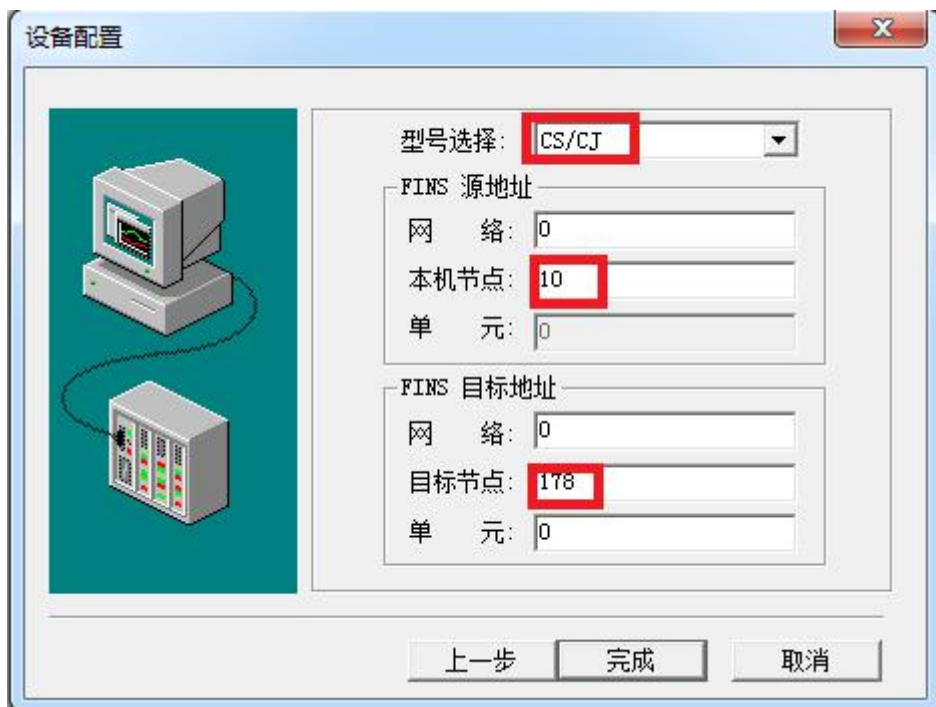 设备配置
型号选择: CS/CJ
FINS 源地址
网 络: 0
本机节点: 10
单 元: 0
FINS 目标地址
网 络: 0
目标节点: 178
单 元: 0
上一步 完成 取消